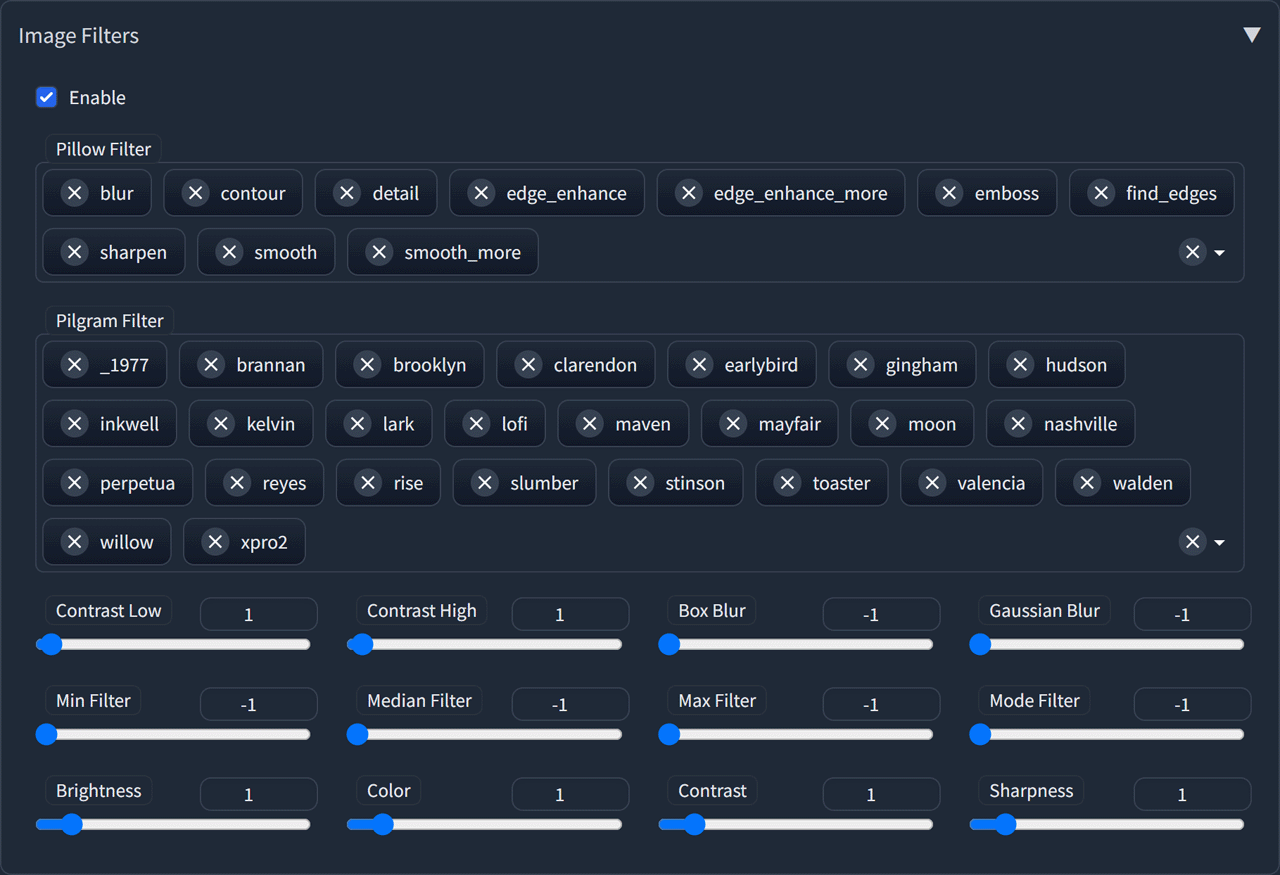 Image Filters
Enable
Pillow Filter
blur contour detail edge_enhance edge_enhance_more emboss find_edges
sharpen smooth smooth_more
Pilgram Filter
_1977 brannan brooklyn clarendon earlybird gingham hudson
inkwell kelvin lark lofi maven mayfair moon nashville
perpetua reyes rise slumber stinson toaster valencia walden
willow xpro2
Contrast Low 1 Contrast High 1 Box Blur -1 Gaussian Blur -1
Min Filter -1 Median Filter -1 Max Filter -1 Mode Filter -1
Brightness 1 Color 1 Contrast 1 Sharpness 1